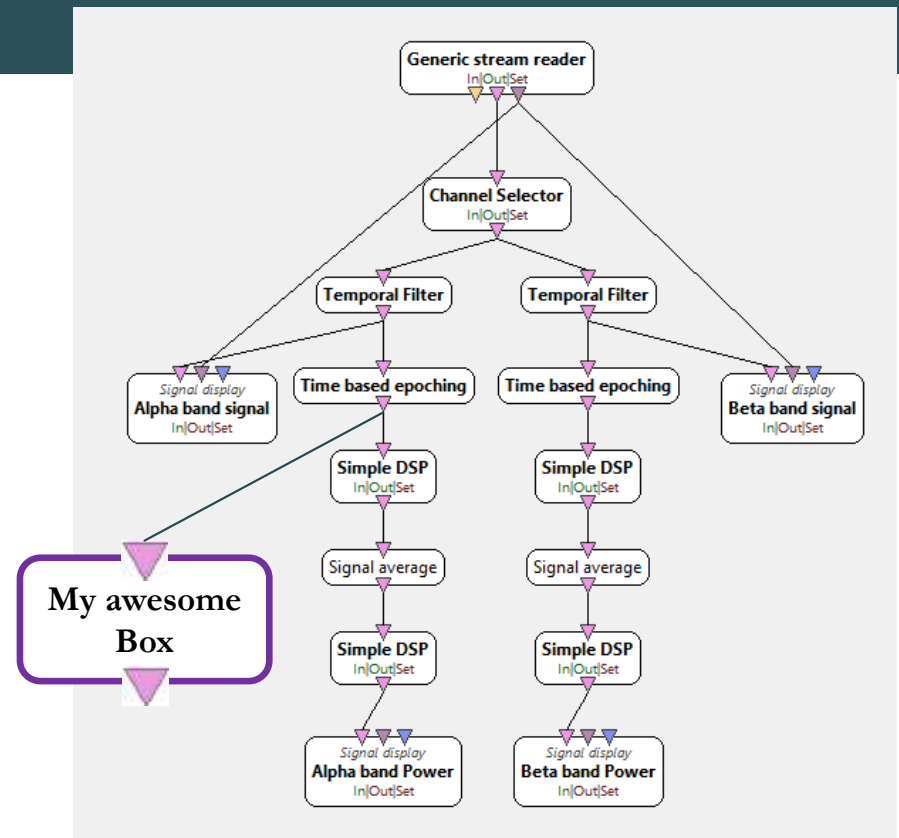 Generic stream reader
In|Out|Set
Channel Selector
In|Out|Set
Temporal Filter
Temporal Filter
Signal display
Alpha band signal
In|Out|Set
Time based epoching
Time based epoching
Signal display
Beta band signal
In|Out|Set
Simple DSP
In|Out|Set
Simple DSP
In|Out|Set
My awesome
Box
Signal average
Signal average
Simple DSP
In|Out|Set
Simple DSP
In|Out|Set
Signal display
Alpha band Power
In|Out|Set
Signal display
Beta band Power
In|Out|Set